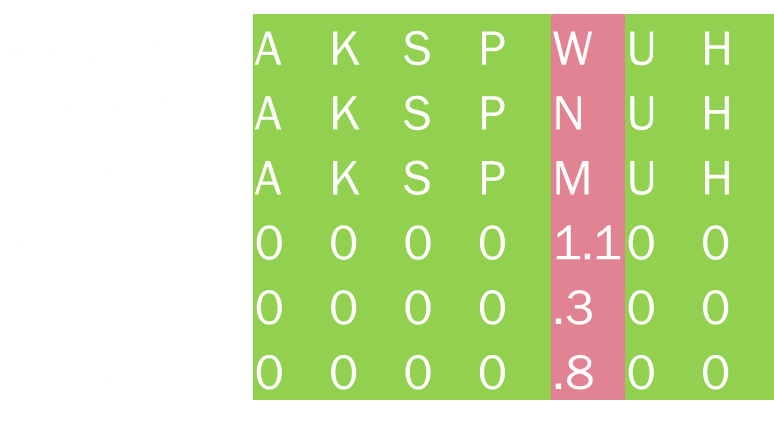 A K S P W U H
A K S P N U H
A K S P M U H
0 0 0 0 1.1 0 0
0 0 0 0 .3 0 0
0 0 0 0 .8 0 0